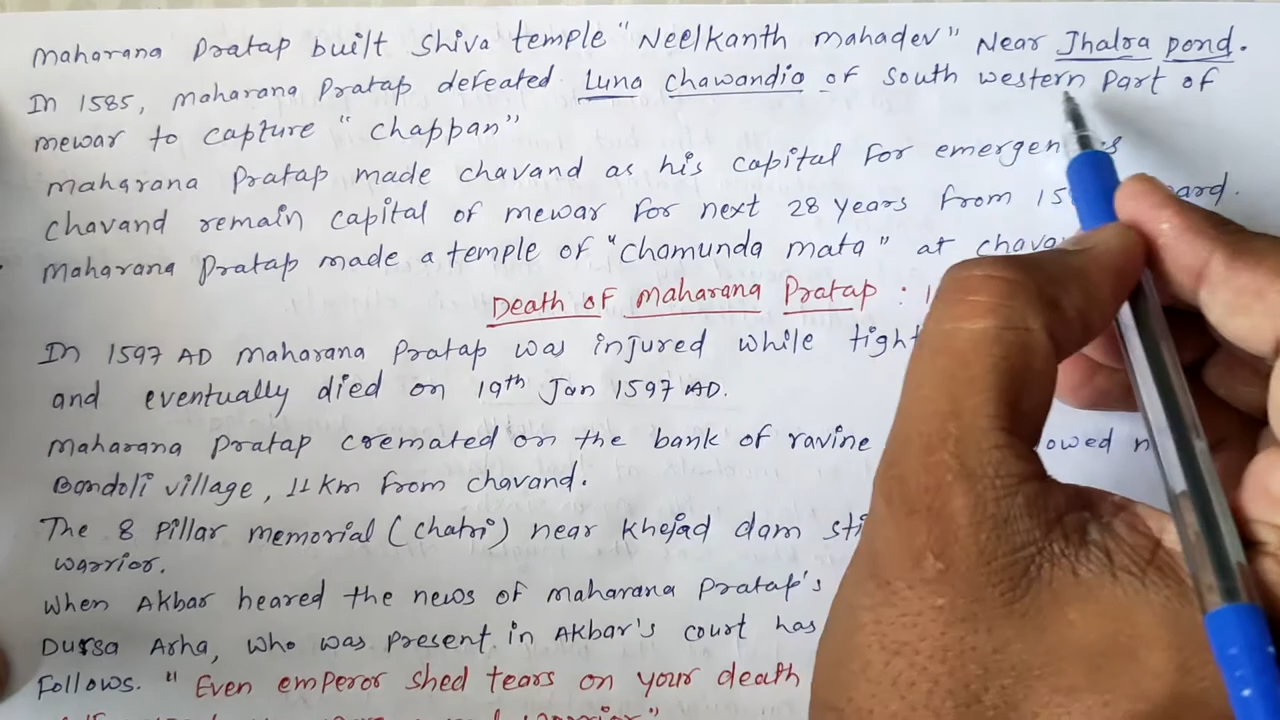 Maharana Pratap built Shiva temple "Neelkanth mahadev" Near Jhalra pond.
In 1585, Maharana Pratap defeated Luna Chawandia of south western part of
mewar to capture "Chappan"
Maharana Pratap made chavand as his capital for
chavand remain capital of mewar for next 28 years from
Maharana Pratap made a temple of "Chamunda mata" at
Death of Maharana Pratap :
In 1597 AD Maharana Pratap was injured while
and eventually died on 19th Jan 1597 AD.
Maharana Pratap cremated on the bank of ravine
Bandoli village, 11 Km from chavand.
The 8 Pillar memorial (chatri) near Khejad dam
warrior.
When Akbar heared the news of maharana Pratap's
Dursa Arha, who was present in Akbar's court has
Follows. "Even emperor shed tears on your death